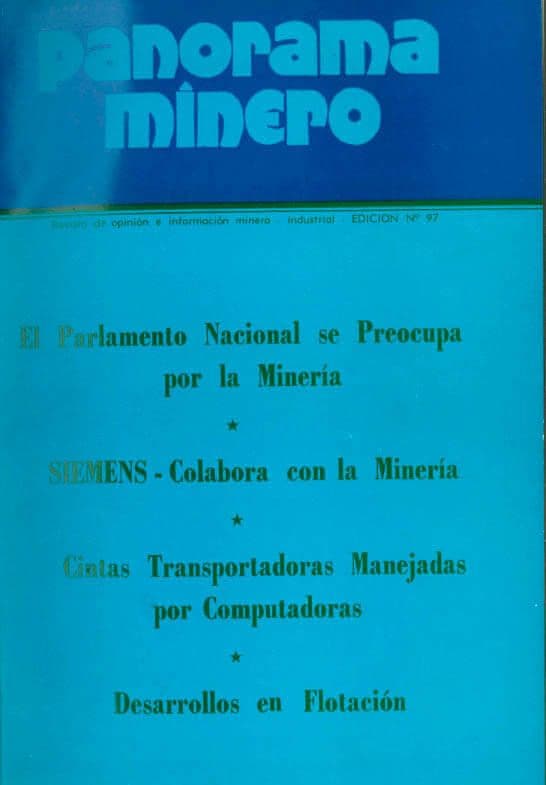 panorama
minero
Revista de opinión e información minero - industrial - EDICION Nº 97
El Parlamento Nacional se Preocupa
por la Minería
★
SIEMENS - Colabora con la Minería
★
Cintas Transportadoras Manejadas
por Computadoras
★
Desarrollos en Flotación